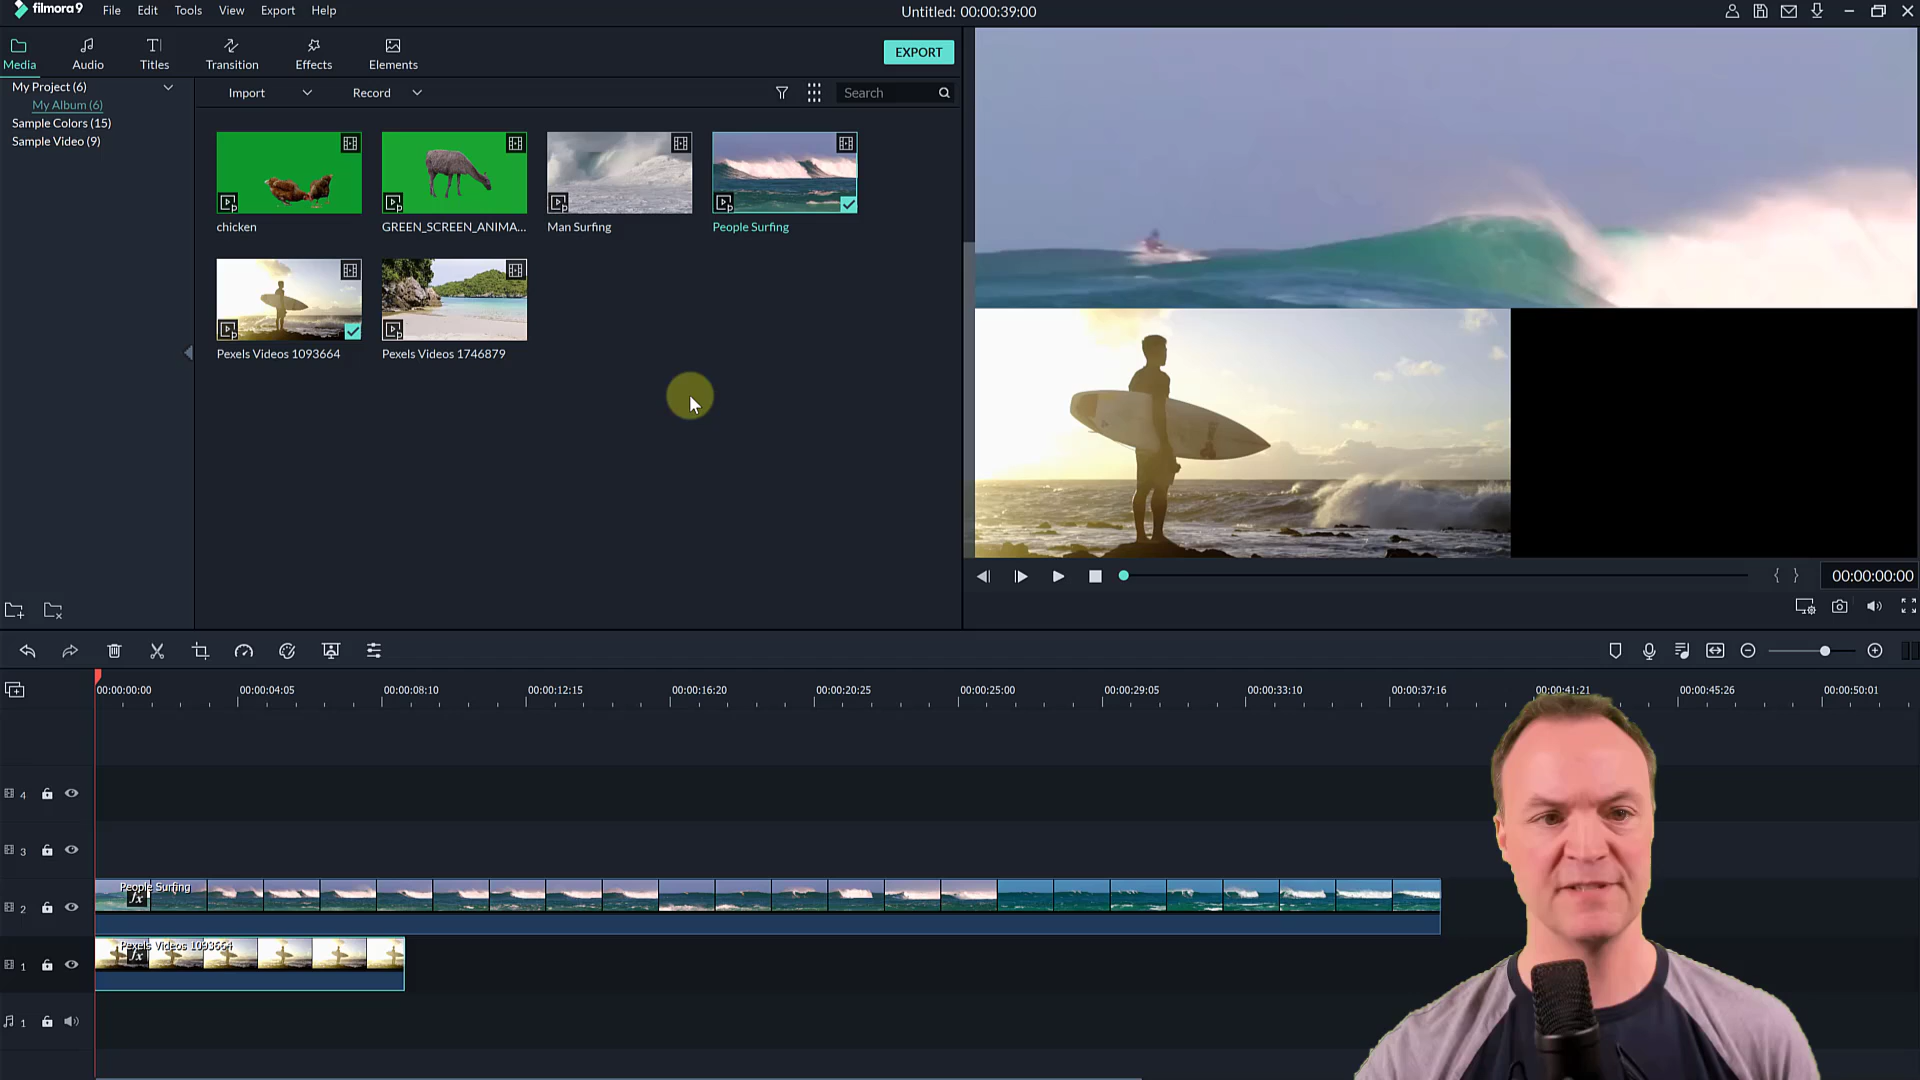 filmora9 File Edit Tools View Export Help Untitled: 00:00:39:00
Media Audio Titles Transition Effects Elements EXPORT
My Project (6)
My Album (6)
Sample Colors (15)
Sample Video (9)
Import Record Search
chicken GREEN_SCREEN_ANIMA... Man Surfing People Surfing
Pexels Videos 1093664 Pexels Videos 1746879
{ } 00:00:00:00
00:00:00:00 00:00:04:05 00:00:08:10 00:00:12:15 00:00:16:20 00:00:20:25 00:00:25:00 00:00:29:05 00:00:33:10 00:00:37:16 00:00:41:21 00:00:45:26 00:00:50:01
4
3
People Surfing
fx
2
Pexels Videos 1093664
fx
1
1